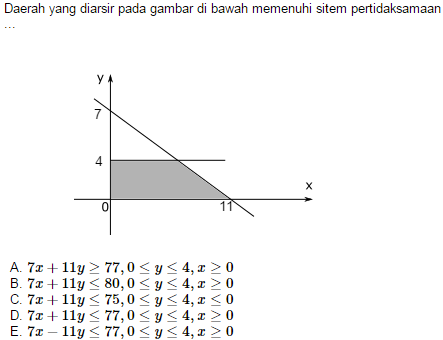 Daerah yang diarsir pada gambar di bawah memenuhi sitem pertidaksamaan
...
y
7
4
x
0
11
A. 7x + 11y ≥ 77, 0 ≤ y ≤ 4, x ≥ 0
B. 7x + 11y ≤ 80, 0 ≤ y ≤ 4, x ≥ 0
C. 7x + 11y ≤ 75, 0 ≤ y ≤ 4, x ≤ 0
D. 7x + 11y ≤ 77, 0 ≤ y ≤ 4, x ≥ 0
E. 7x − 11y ≤ 77, 0 ≤ y ≤ 4, x ≥ 0